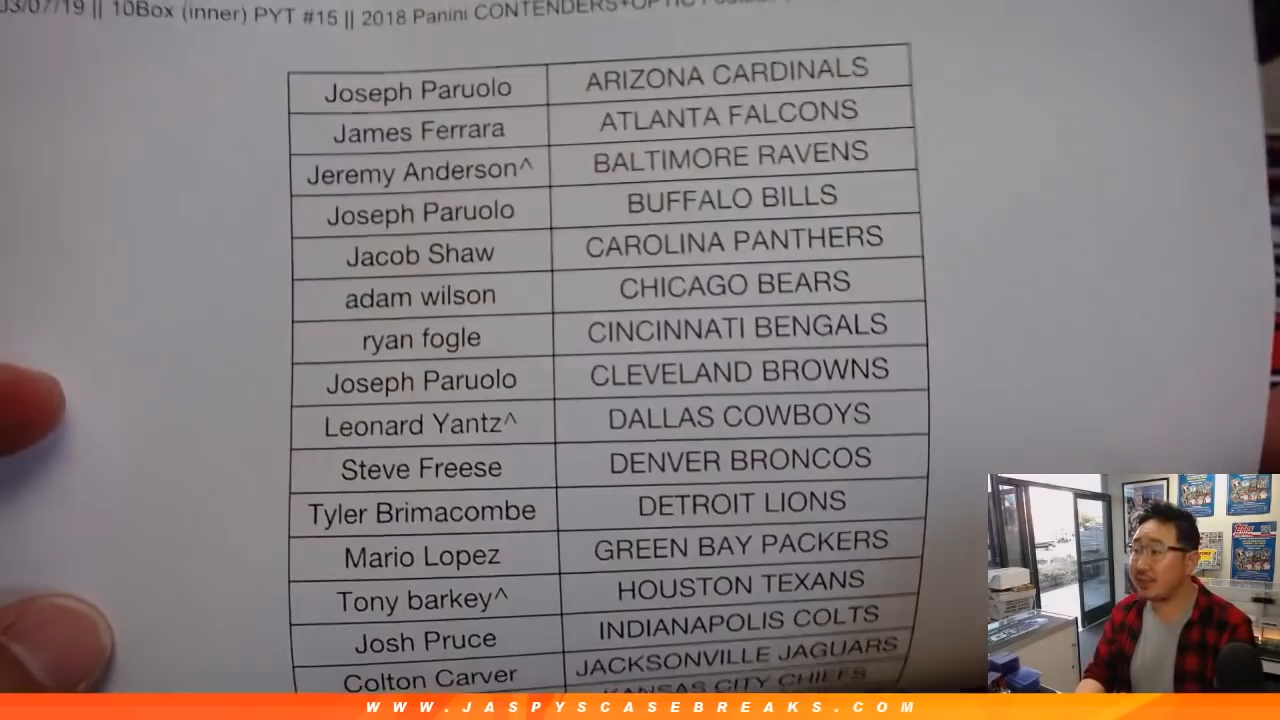 03/07/19 || 10Box (inner) PYT #15 || 2018 Panini CONTENDERS+OPTIC
Joseph Paruolo ARIZONA CARDINALS
James Ferrara ATLANTA FALCONS
Jeremy Anderson^ BALTIMORE RAVENS
Joseph Paruolo BUFFALO BILLS
Jacob Shaw CAROLINA PANTHERS
adam wilson CHICAGO BEARS
ryan fogle CINCINNATI BENGALS
Joseph Paruolo CLEVELAND BROWNS
Leonard Yantz^ DALLAS COWBOYS
Steve Freese DENVER BRONCOS
Tyler Brimacombe DETROIT LIONS
Mario Lopez GREEN BAY PACKERS
Tony barkey^ HOUSTON TEXANS
Josh Pruce INDIANAPOLIS COLTS
Colton Carver JACKSONVILLE JAGUARS
KANSAS CITY CHIEFS
WWW.JASPYSCASEBREAKS.COM